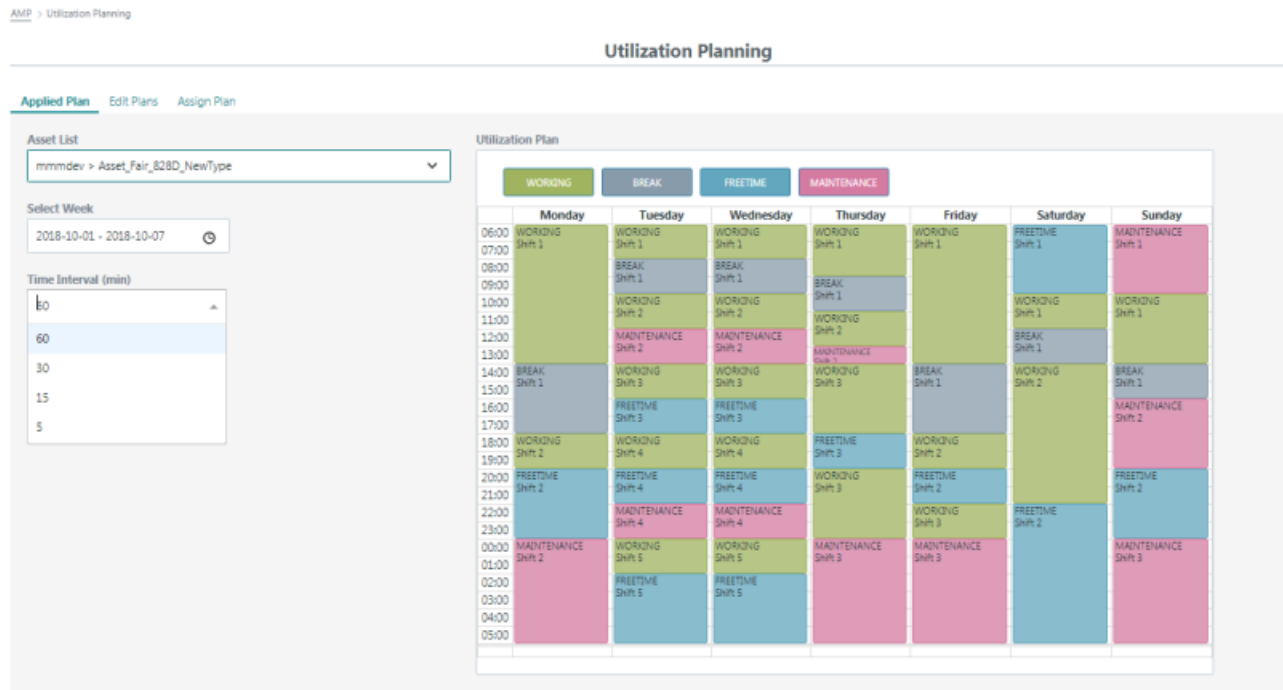 AMP > Utilization Planning
Utilization Planning
Applied Plan Edit Plans Assign Plan
Asset List
mmmdev > Asset_Fair_828D_NewType
Select Week
2018-10-01 - 2018-10-07
Time Interval (min)
60
60
30
15
5
Utilization Plan
WORKING BREAK FREETIME MAINTENANCE
Monday Tuesday Wednesday Thursday Friday Saturday Sunday
06:00 WORKING WORKING WORKING WORKING WORKING FREETIME MAINTENANCE
07:00 Shift 1 Shift 1 Shift 1 Shift 1 Shift 1 Shift 1 Shift 1
08:00 BREAK BREAK
Shift 1 Shift 1
09:00 BREAK
Shift 1
10:00 WORKING WORKING WORKING WORKING
Shift 2 Shift 2 Shift 1 Shift 1
11:00 WORKING
Shift 2
12:00 MAINTENANCE MAINTENANCE BREAK
Shift 2 Shift 2 Shift 1
13:00 MAINTENANCE
14:00 BREAK WORKING WORKING WORKING BREAK WORKING BREAK
15:00 Shift 1 Shift 3 Shift 3 Shift 3 Shift 1 Shift 2 Shift 1
16:00 FREETIME FREETIME MAINTENANCE
17:00 Shift 3 Shift 3 Shift 2
18:00 WORKING WORKING WORKING FREETIME WORKING
19:00 Shift 2 Shift 4 Shift 4 Shift 3 Shift 2
20:00 FREETIME FREETIME FREETIME WORKING FREETIME FREETIME
21:00 Shift 2 Shift 4 Shift 4 Shift 3 Shift 2 Shift 2
22:00 MAINTENANCE MAINTENANCE WORKING FREETIME
23:00 Shift 4 Shift 4 Shift 3 Shift 2
00:00 MAINTENANCE WORKING WORKING MAINTENANCE MAINTENANCE MAINTENANCE
01:00 Shift 2 Shift 5 Shift 5 Shift 3 Shift 3 Shift 3
02:00 FREETIME FREETIME
03:00 Shift 5 Shift 5
04:00
05:00